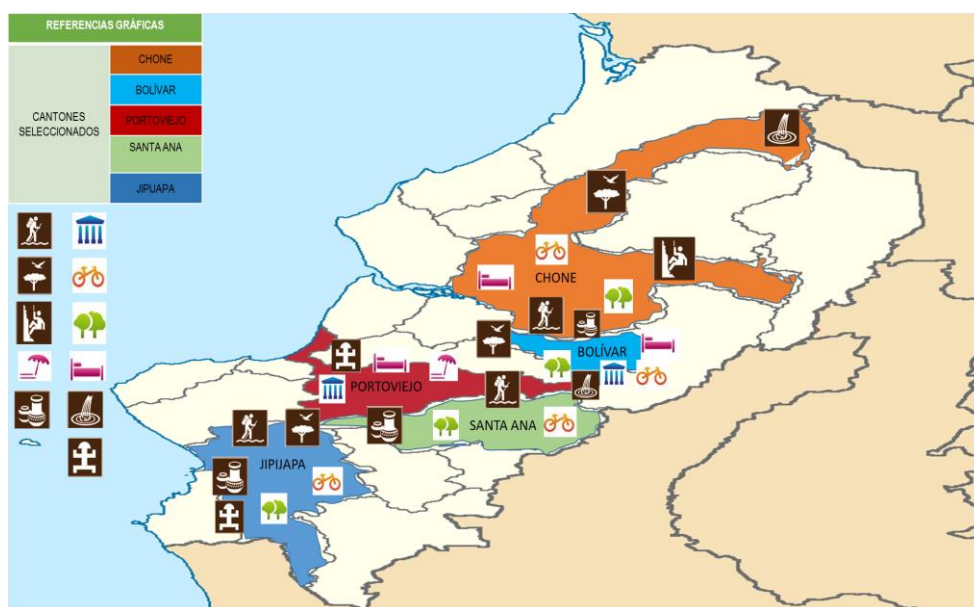 REFERENCIAS GRÁFICAS
CANTONES
SELECCIONADOS
CHONE
BOLÍVAR
PORTOVIEJO
SANTA ANA
JIPIJAPA
CHONE
BOLÍVAR
PORTOVIEJO
SANTA ANA
JIPIJAPA